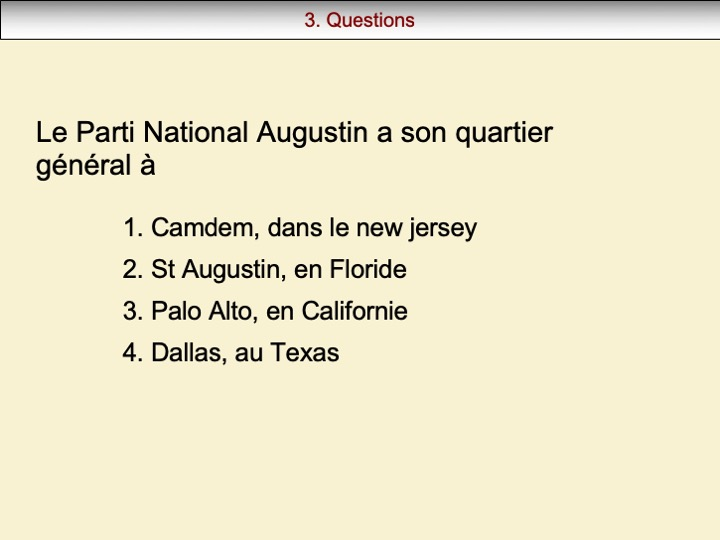 3. Questions
Le Parti National Augustin a son quartier
général à
1. Camdem, dans le new jersey
2. St Augustin, en Floride
3. Palo Alto, en Californie
4. Dallas, au Texas